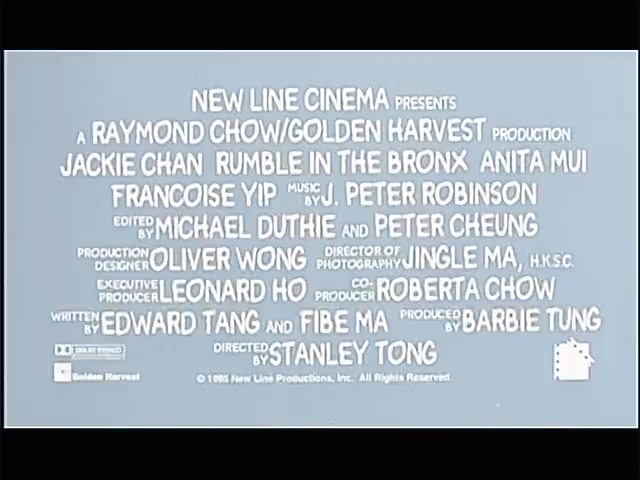 NEW LINE CINEMA PRESENTS
A RAYMOND CHOW/GOLDEN HARVEST PRODUCTION
JACKIE CHAN RUMBLE IN THE BRONX ANITA MUI
FRANCOISE YIP MUSIC BY J. PETER ROBINSON
EDITED BY MICHAEL DUTHIE AND PETER CHEUNG
PRODUCTION DESIGNER OLIVER WONG DIRECTOR OF PHOTOGRAPHY JINGLE MA, H.K.S.C.
EXECUTIVE PRODUCER LEONARD HO CO-PRODUCER ROBERTA CHOW
WRITTEN BY EDWARD TANG AND FIBE MA PRODUCED BY BARBIE TUNG
DIRECTED BY STANLEY TONG
DOLBY STEREO
Golden Harvest © 1995 New Line Productions, Inc. All Rights Reserved.